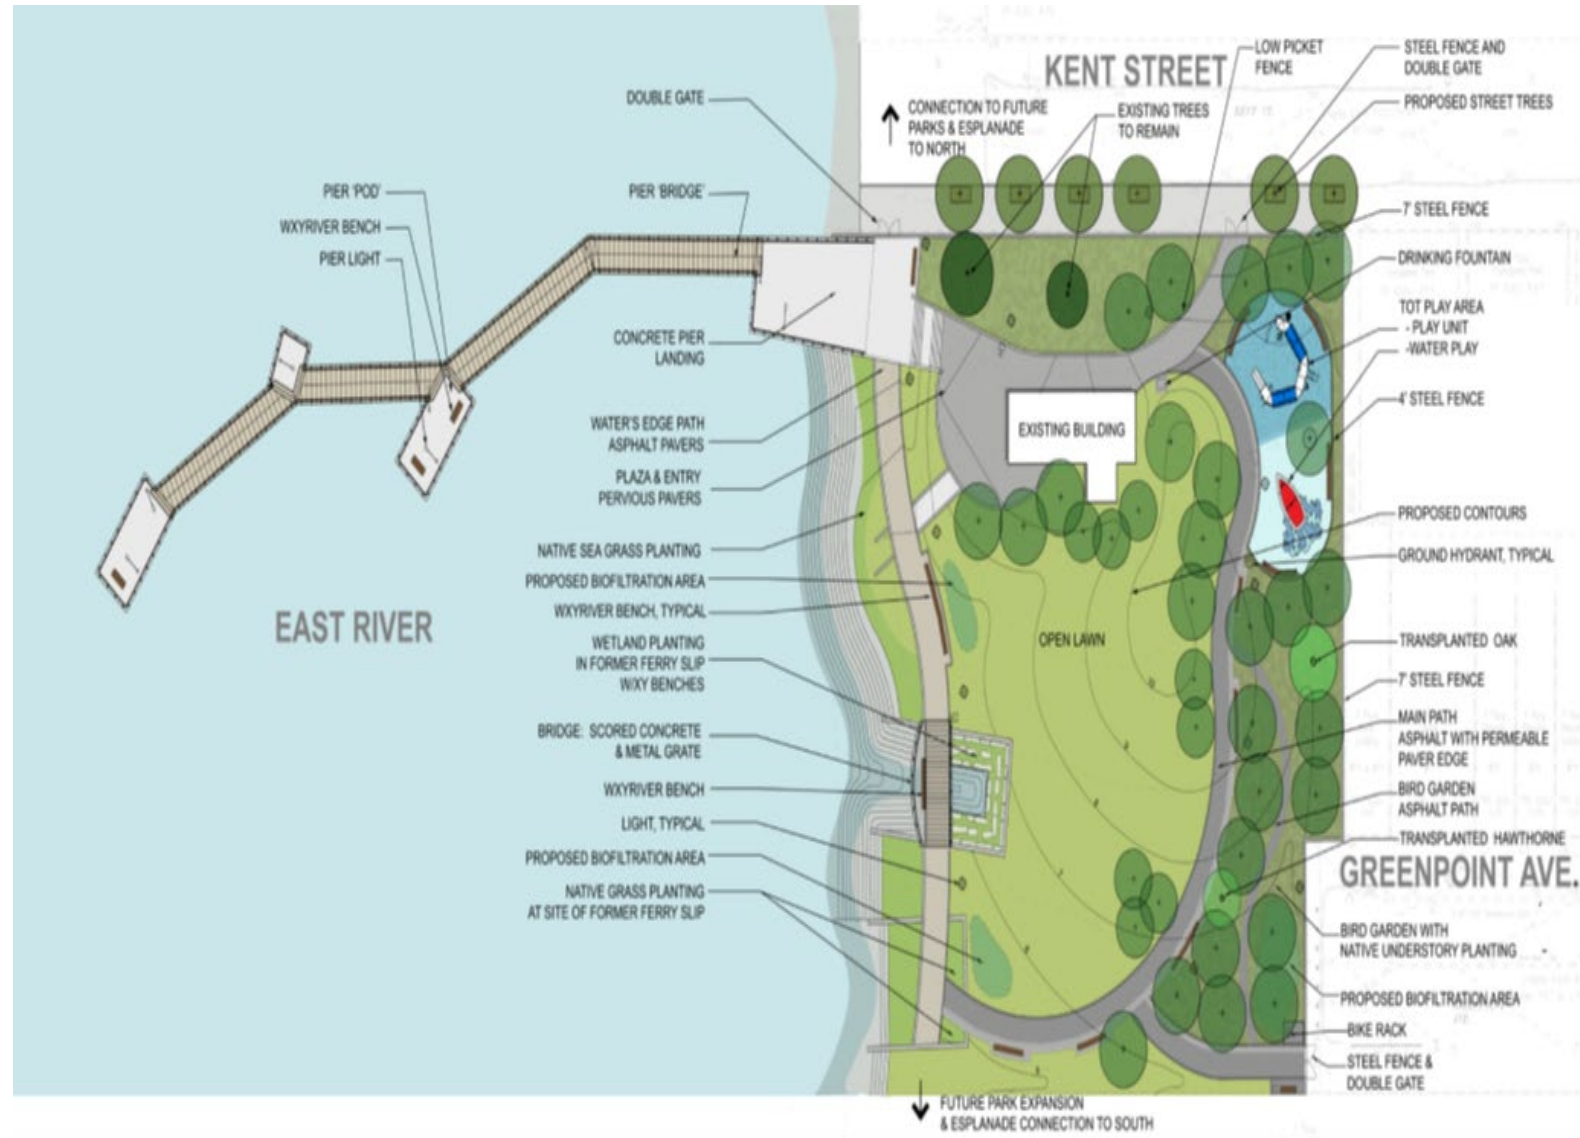 KENT STREET
LOW PICKET
FENCE
STEEL FENCE AND
DOUBLE GATE
DOUBLE GATE
CONNECTION TO FUTURE
PARKS & ESPLANADE
TO NORTH
EXISTING TREES
TO REMAIN
PROPOSED STREET TREES
PIER 'POD'
PIER 'BRIDGE'
WXYRIVER BENCH
PIER LIGHT
7' STEEL FENCE
DRINKING FOUNTAIN
TOT PLAY AREA
- PLAY UNIT
-WATER PLAY
CONCRETE PIER
LANDING
4' STEEL FENCE
WATER'S EDGE PATH
ASPHALT PAVERS
EXISTING BUILDING
PLAZA & ENTRY
PERVIOUS PAVERS
PROPOSED CONTOURS
NATIVE SEA GRASS PLANTING
GROUND HYDRANT, TYPICAL
PROPOSED BIOFILTRATION AREA
WXYRIVER BENCH, TYPICAL
EAST RIVER
WETLAND PLANTING
IN FORMER FERRY SLIP
W/XY BENCHES
OPEN LAWN
TRANSPLANTED OAK
7' STEEL FENCE
BRIDGE: SCORED CONCRETE
& METAL GRATE
MAIN PATH
ASPHALT WITH PERMEABLE
PAVER EDGE
WXYRIVER BENCH
BIRD GARDEN
ASPHALT PATH
LIGHT, TYPICAL
TRANSPLANTED HAWTHORNE
PROPOSED BIOFILTRATION AREA
GREENPOINT AVE.
NATIVE GRASS PLANTING
AT SITE OF FORMER FERRY SLIP
BIRD GARDEN WITH
NATIVE UNDERSTORY PLANTING
PROPOSED BIOFILTRATION AREA
BIKE RACK
STEEL FENCE &
DOUBLE GATE
FUTURE PARK EXPANSION
& ESPLANADE CONNECTION TO SOUTH